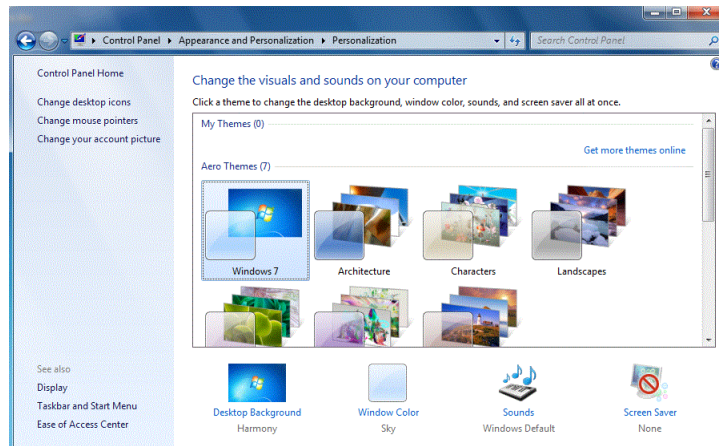 Control Panel ▸ Appearance and Personalization ▸ Personalization
Search Control Panel
Control Panel Home
Change desktop icons
Change mouse pointers
Change your account picture
Change the visuals and sounds on your computer
Click a theme to change the desktop background, window color, sounds, and screen saver all at once.
My Themes (0)
Get more themes online
Aero Themes (7)
Windows 7
Architecture
Characters
Landscapes
See also
Display
Taskbar and Start Menu
Ease of Access Center
Desktop Background
Harmony
Window Color
Sky
Sounds
Windows Default
Screen Saver
None